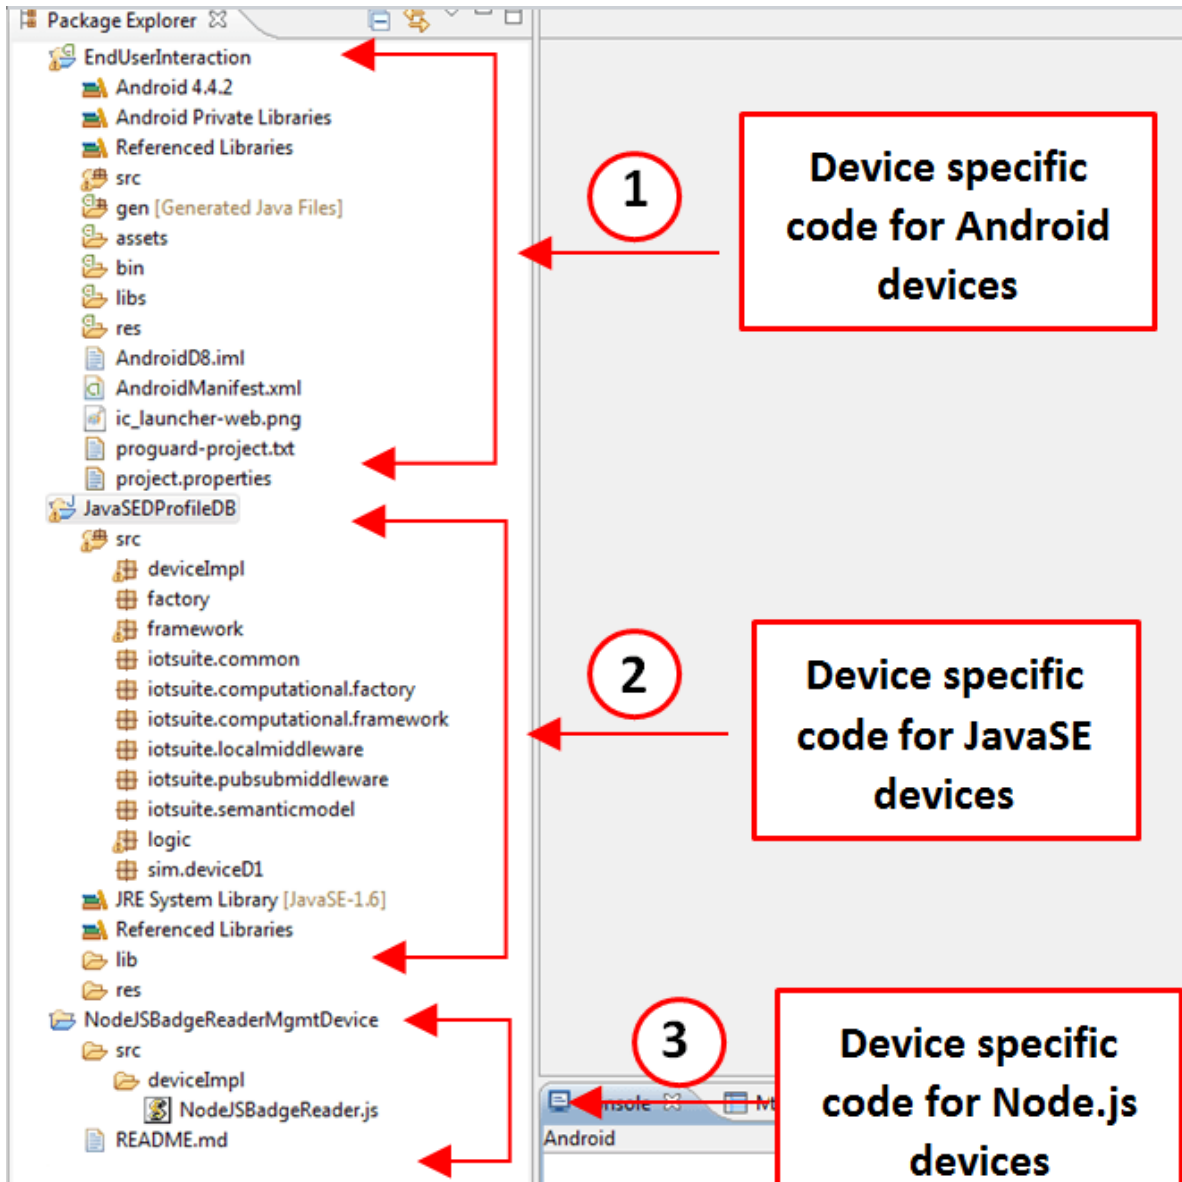 Package Explorer
EndUserInteraction
Android 4.4.2
Android Private Libraries
Referenced Libraries
src
gen [Generated Java Files]
assets
bin
libs
res
AndroidD8.iml
AndroidManifest.xml
ic_launcher-web.png
proguard-project.txt
project.properties
JavaSEDProfileDB
src
deviceImpl
factory
framework
iotsuite.common
iotsuite.computational.factory
iotsuite.computational.framework
iotsuite.localmiddleware
iotsuite.pubsubmiddleware
iotsuite.semanticmodel
logic
sim.deviceD1
JRE System Library [JavaSE-1.6]
Referenced Libraries
lib
res
NodeJSBadgeReaderMgmtDevice
src
deviceImpl
NodeJSBadgeReader.js
README.md
1
Device specific
code for Android
devices
2
Device specific
code for JavaSE
devices
3
Device specific
code for Node.js
devices
Android